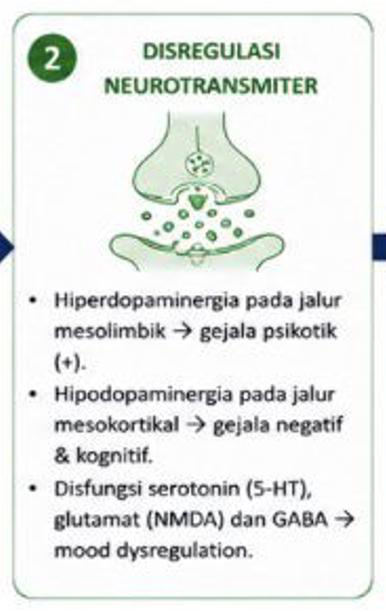 2
DISREGULASI
NEUROTRANSMITER
• Hiperdopaminergia pada jalur
mesolimbik → gejala psikotik
(+).
• Hipodopaminergia pada jalur
mesokortikal → gejala negatif
& kognitif.
• Disfungsi serotonin (5-HT),
glutamat (NMDA) dan GABA →
mood dysregulation.